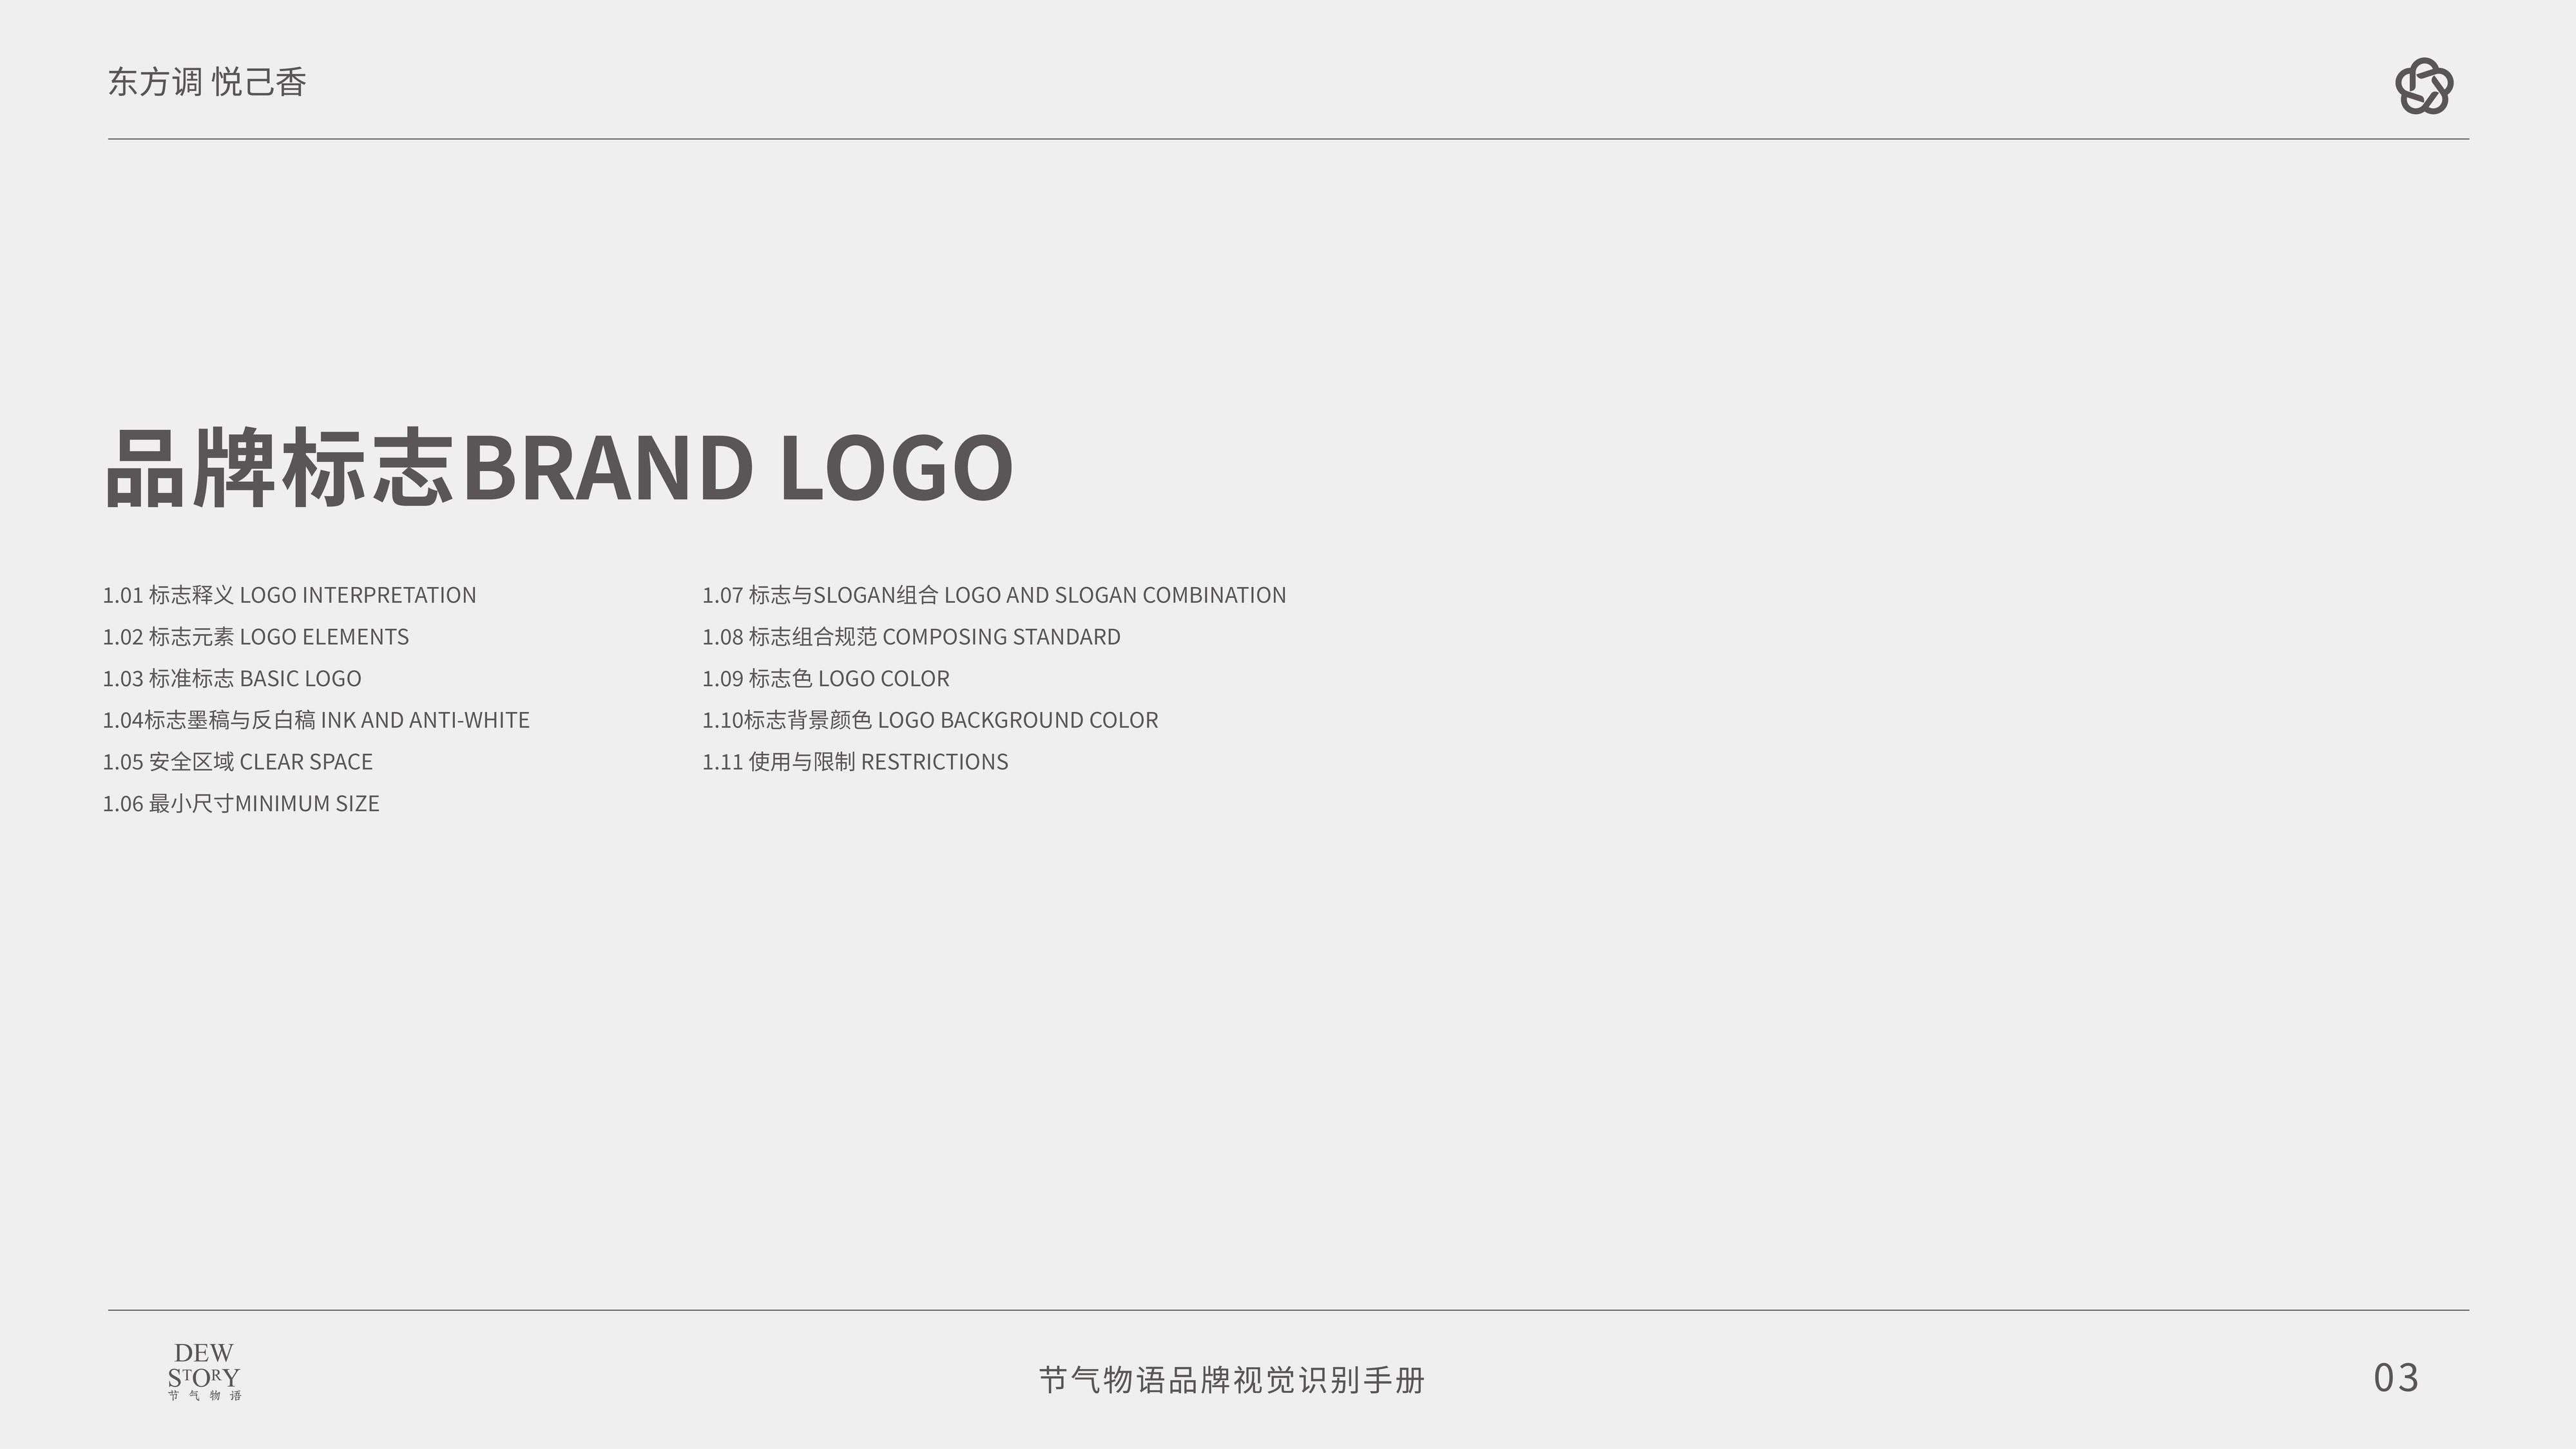 东方调 悦己香
品牌标志BRAND LOGO
1.01 标志释义 LOGO INTERPRETATION
1.02 标志元素 LOGO ELEMENTS
1.03 标准标志 BASIC LOGO
1.04标志墨稿与反白稿 INK AND ANTI-WHITE
1.05 安全区域 CLEAR SPACE
1.06 最小尺寸MINIMUM SIZE
1.07 标志与SLOGAN组合 LOGO AND SLOGAN COMBINATION
1.08 标志组合规范 COMPOSING STANDARD
1.09 标志色 LOGO COLOR
1.10标志背景颜色 LOGO BACKGROUND COLOR
1.11 使用与限制 RESTRICTIONS
DEW
STORY
节气物语
节气物语品牌视觉识别手册
03